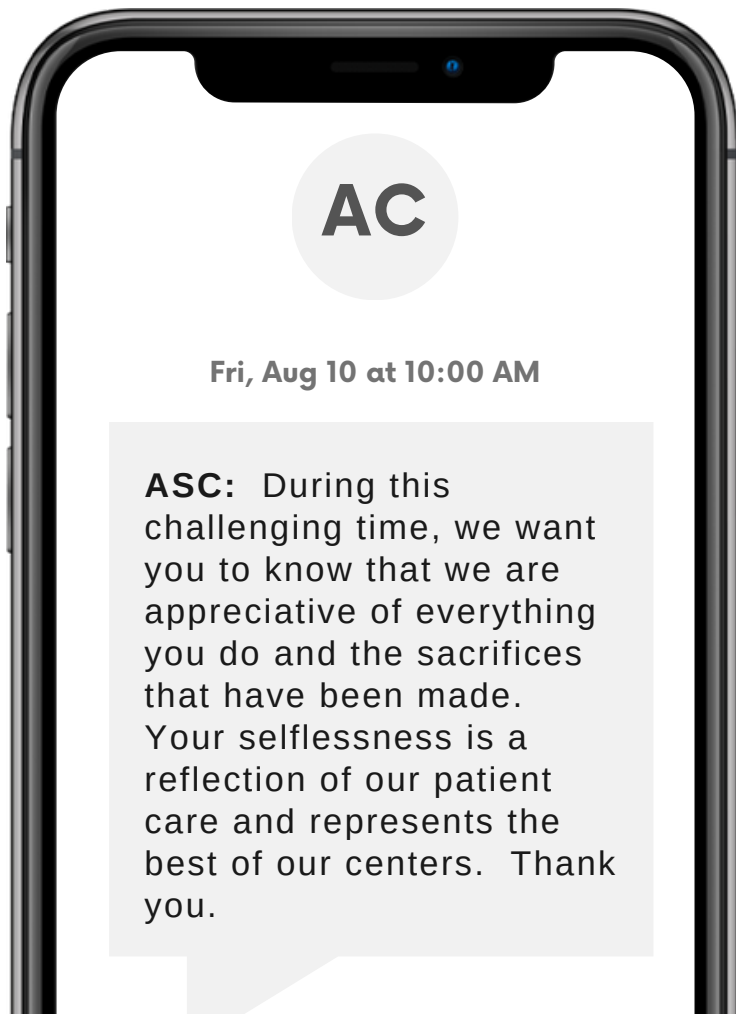 AC
Fri, Aug 10 at 10:00 AM
ASC:  During this
challenging time, we want
you to know that we are
appreciative of everything
you do and the sacrifices
that have been made.
Your selflessness is a
reflection of our patient
care and represents the
best of our centers.  Thank
you.